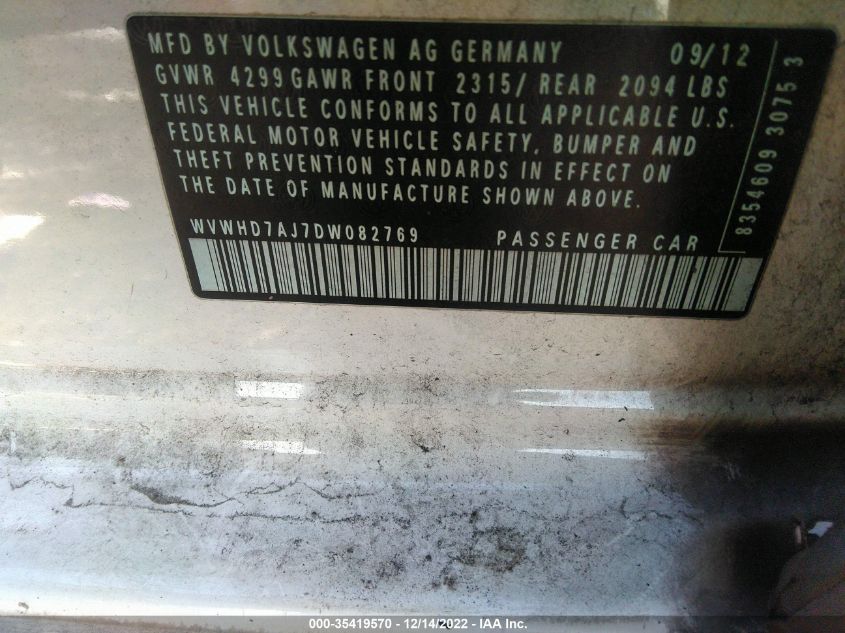 MFD BY VOLKSWAGEN AG GERMANY 09/12
GVWR 4299 GAWR FRONT 2315/ REAR 2094 LBS
THIS VEHICLE CONFORMS TO ALL APPLICABLE U.S.
FEDERAL MOTOR VEHICLE SAFETY, BUMPER AND
THEFT PREVENTION STANDARDS IN EFFECT ON
THE DATE OF MANUFACTURE SHOWN ABOVE.
WVWHD7AJ7DW082769 PASSENGER CAR
8354609 3075 3
000-35419570 - 12/14/2022 - IAA Inc.